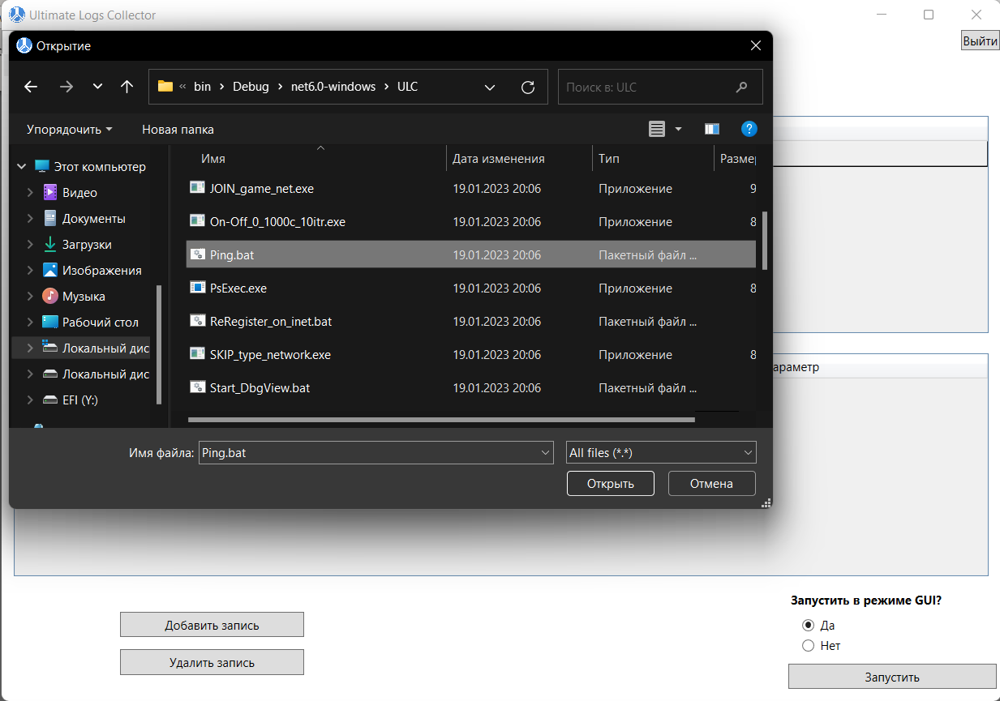 Ultimate Logs Collector
Открытие
Выйти
« bin › Debug › net6.0-windows › ULC
Поиск в: ULC
Упорядочить
Новая папка
?
Имя Дата изменения Тип Размер
Этот компьютер
Видео
Документы
Загрузки
Изображения
Музыка
Рабочий стол
Локальный дис
Локальный дис
EFI (Y:)
JOIN_game_net.exe 19.01.2023 20:06 Приложение 9
On-Off_0_1000c_10itr.exe 19.01.2023 20:06 Приложение 8
Ping.bat 19.01.2023 20:06 Пакетный файл ...
PsExec.exe 19.01.2023 20:06 Приложение 8
ReRegister_on_inet.bat 19.01.2023 20:06 Пакетный файл ...
SKIP_type_network.exe 19.01.2023 20:06 Приложение 8
Start_DbgView.bat 19.01.2023 20:06 Пакетный файл ...
араметр
Имя файла: Ping.bat
All files (*.*)
Открыть
Отмена
Добавить запись
Удалить запись
Запустить в режиме GUI?
Да
Нет
Запустить